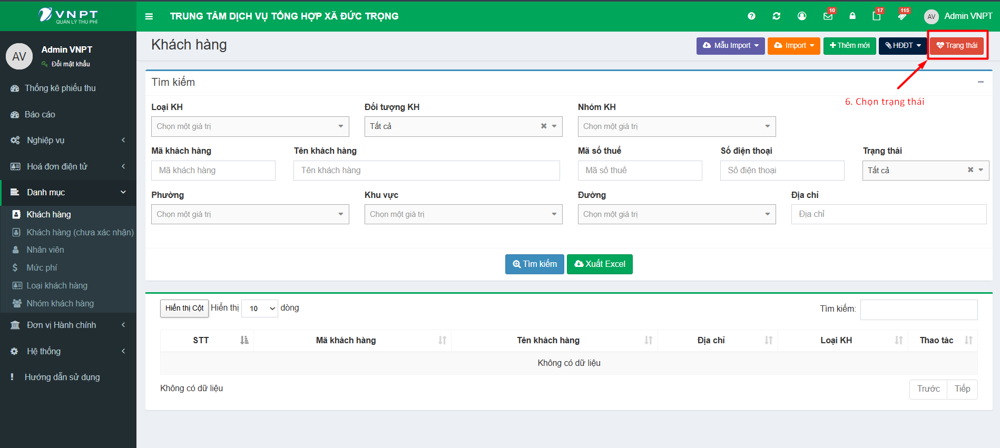 VNPT
QUẢN LÝ THU PHÍ
TRUNG TÂM DỊCH VỤ TỔNG HỢP XÃ ĐỨC TRỌNG
10
17
115
AV
Admin VNPT
AV
Admin VNPT
Đổi mật khẩu
Thống kê phiếu thu
Báo cáo
Nghiệp vụ
Hoá đơn điện tử
Danh mục
Khách hàng
Khách hàng (chưa xác nhận)
Nhân viên
Mức phí
Loại khách hàng
Nhóm khách hàng
Đơn vị Hành chính
Hệ thống
Hướng dẫn sử dụng
Khách hàng
Mẫu Import
Import
Thêm mới
HĐĐT
Trạng thái
6. Chọn trạng thái
Tìm kiếm
Loại KH
Đối tượng KH
Nhóm KH
Chọn một giá trị
Tất cả
Chọn một giá trị
Mã khách hàng
Tên khách hàng
Mã số thuế
Số điện thoại
Trạng thái
Mã khách hàng
Tên khách hàng
Mã số thuế
Số điện thoại
Tất cả
Phường
Khu vực
Đường
Địa chỉ
Chọn một giá trị
Chọn một giá trị
Chọn một giá trị
Địa chỉ
Tìm kiếm
Xuất Excel
Hiển thị Cột
Hiển thị 10 dòng
Tìm kiếm:
STT
Mã khách hàng
Tên khách hàng
Địa chỉ
Loại KH
Thao tác
Không có dữ liệu
Không có dữ liệu
Trước
Tiếp